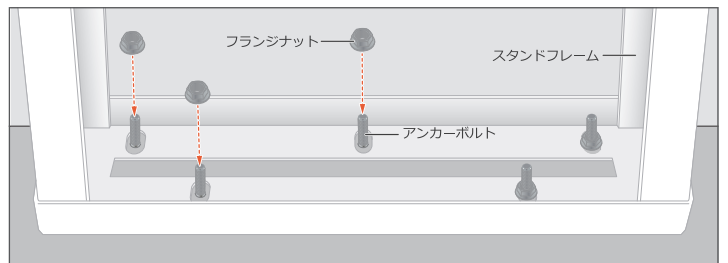 フランジナット
スタンドフレーム
アンカーボルト